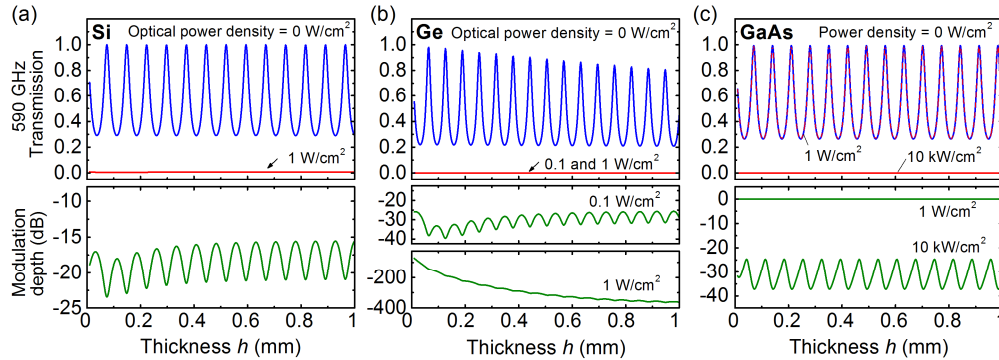 (a)
Si
Optical power density = 0 W/cm²
1.0
0.8
0.6
0.4
0.2
0.0
590 GHz
Transmission
1 W/cm²
-10
-15
-20
-25
Modulation
depth (dB)
0
0.2
0.4
0.6
0.8
1
Thickness h (mm)
(b)
Ge
Optical power density = 0 W/cm²
1.0
0.8
0.6
0.4
0.2
0.0
0.1 and 1 W/cm²
-20
-30
-40
0.1 W/cm²
-200
-400
1 W/cm²
0
0.2
0.4
0.6
0.8
1
Thickness h (mm)
(c)
GaAs
Power density = 0 W/cm²
1.0
0.8
0.6
0.4
0.2
0.0
1 W/cm²
10 kW/cm²
0
-10
-20
-30
-40
1 W/cm²
10 kW/cm²
0
0.2
0.4
0.6
0.8
1
Thickness h (mm)